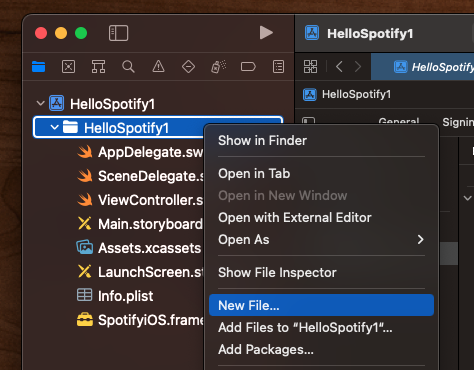 HelloSpotify1
HelloSpotify
HelloSpotify1
HelloSpotify1
General
HelloSpotify1
AppDelegate.sw
SceneDelegate.s
ViewController.s
Main.storyboard
Assets.xcassets
LaunchScreen.st
Info.plist
SpotifyiOS.frame
Show in Finder
Open in Tab
Open in New Window
Open with External Editor
Open As
Show File Inspector
New File...
Add Files to “HelloSpotify1”...
Add Packages...